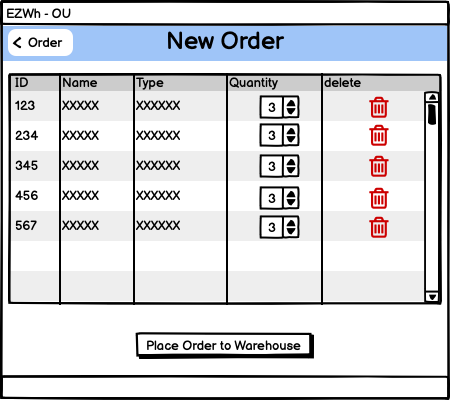 EZWh - OU
< Order
New Order
ID Name Type Quantity delete
123 XXXXX XXXXXX 3
234 XXXXX XXXXXX 3
345 XXXXX XXXXXX 3
456 XXXXX XXXXXX 3
567 XXXXX XXXXXX 3
Place Order to Warehouse